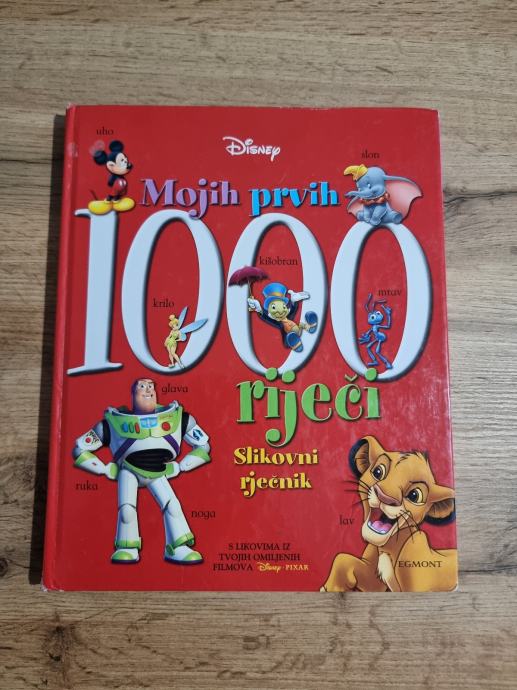 uho
Disney
slon
Mojih prvih
1000
kišobran
krilo
mrav
riječi
glava
Slikovni
rječnik
ruka
noga
lav
S LIKOVIMA IZ
TVOJIH OMILJENIH
FILMOVA Disney · PIXAR
EGMONT